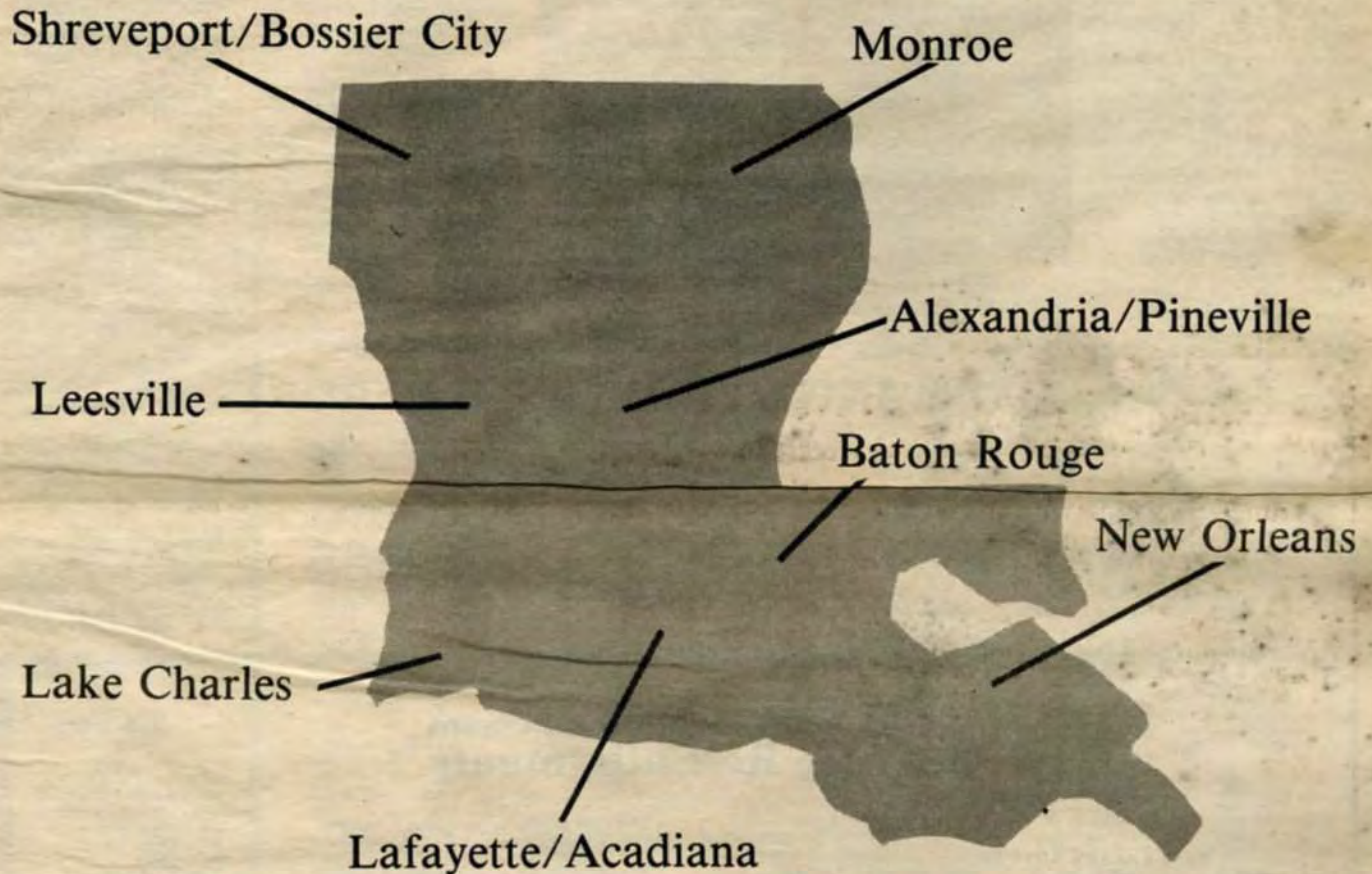 Shreveport/Bossier City
Monroe
Alexandria/Pineville
Leesville
Baton Rouge
New Orleans
Lake Charles
Lafayette/Acadiana